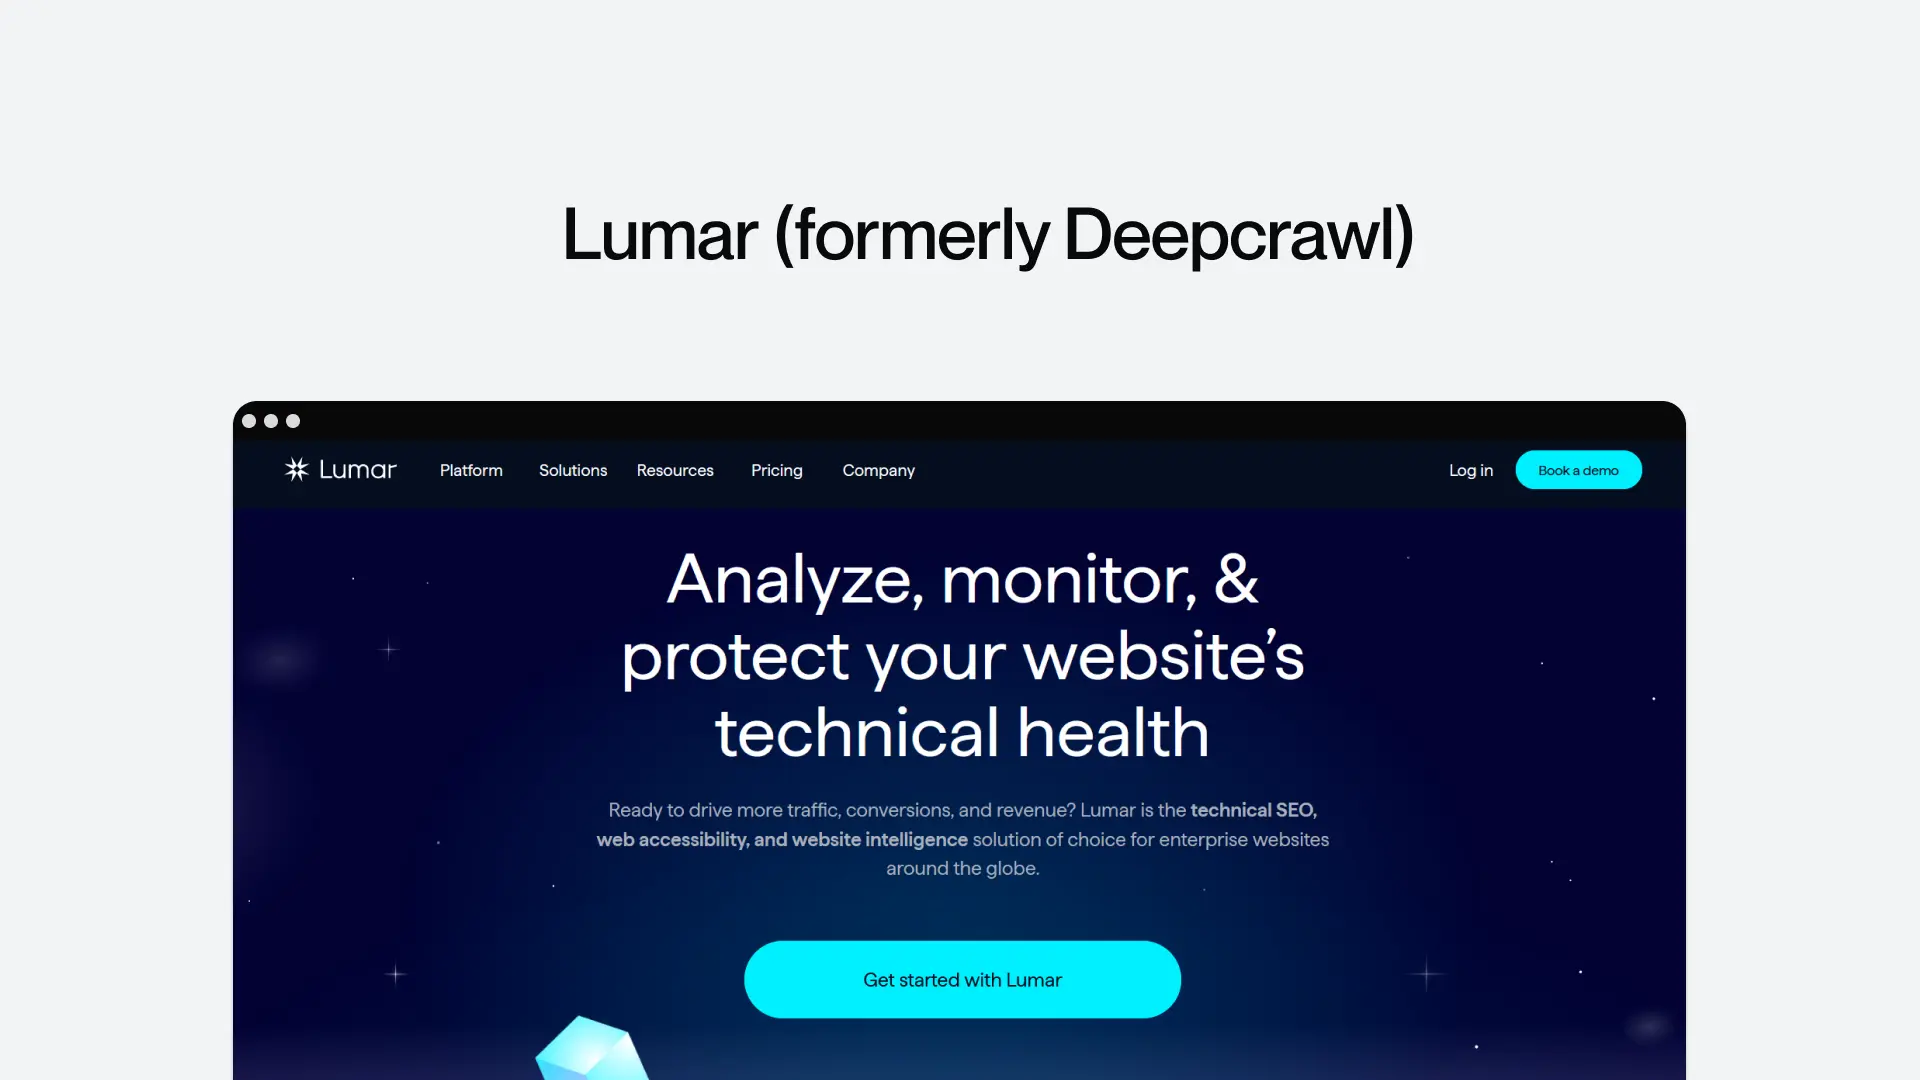 Lumar (formerly Deepcrawl)
Lumar Platform Solutions Resources Pricing Company Log in Book a demo
Analyze, monitor, &
protect your website’s
technical health
Ready to drive more traffic, conversions, and revenue? Lumar is the technical SEO,
web accessibility, and website intelligence solution of choice for enterprise websites
around the globe.
Get started with Lumar